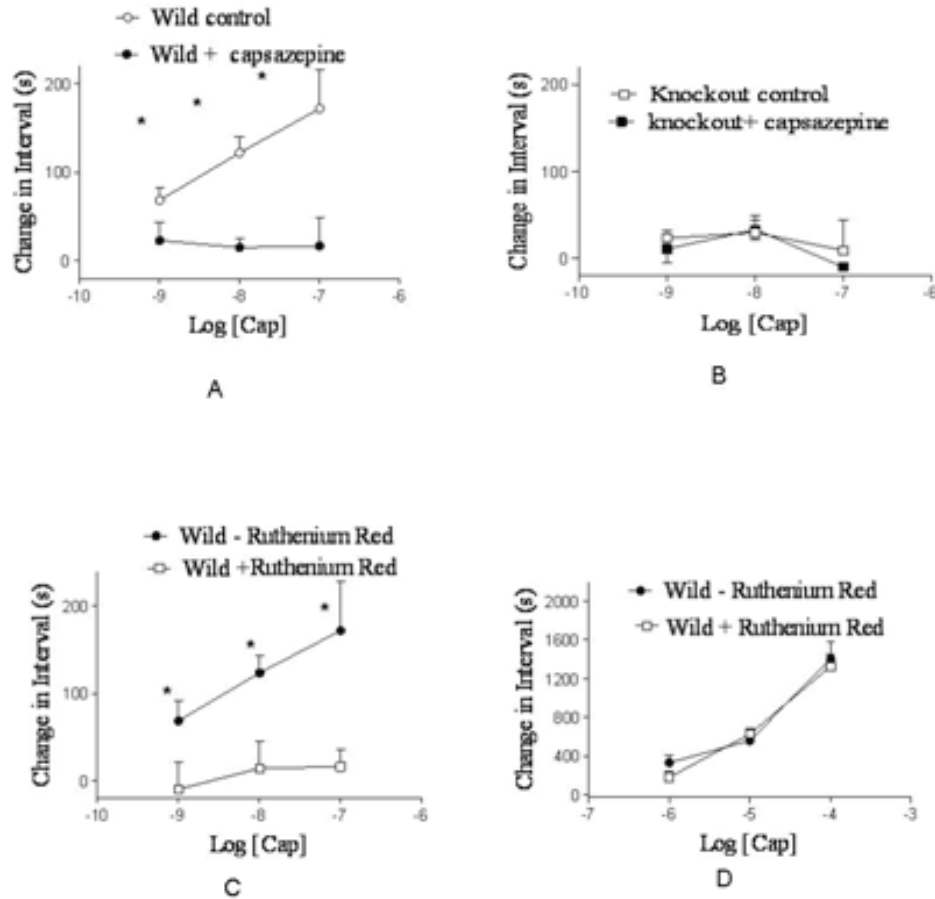 Wild control
Wild + capsazepine
* * *
Change in Interval (s)
200
100
0
-10 -9 -8 -7 -6
Log [Cap]
A
Knockout control
knockout + capsazepine
Change in Interval (s)
200
100
0
-10 -9 -8 -7 -6
Log [Cap]
B
Wild - Ruthenium Red
Wild +Ruthenium Red
* * *
Change in Interval (s)
200
100
0
-10 -9 -8 -7 -6
Log [Cap]
C
Wild - Ruthenium Red
Wild + Ruthenium Red
Change in Interval (s)
2000
1600
1200
800
400
0
-7 -6 -5 -4 -3
Log [Cap]
D